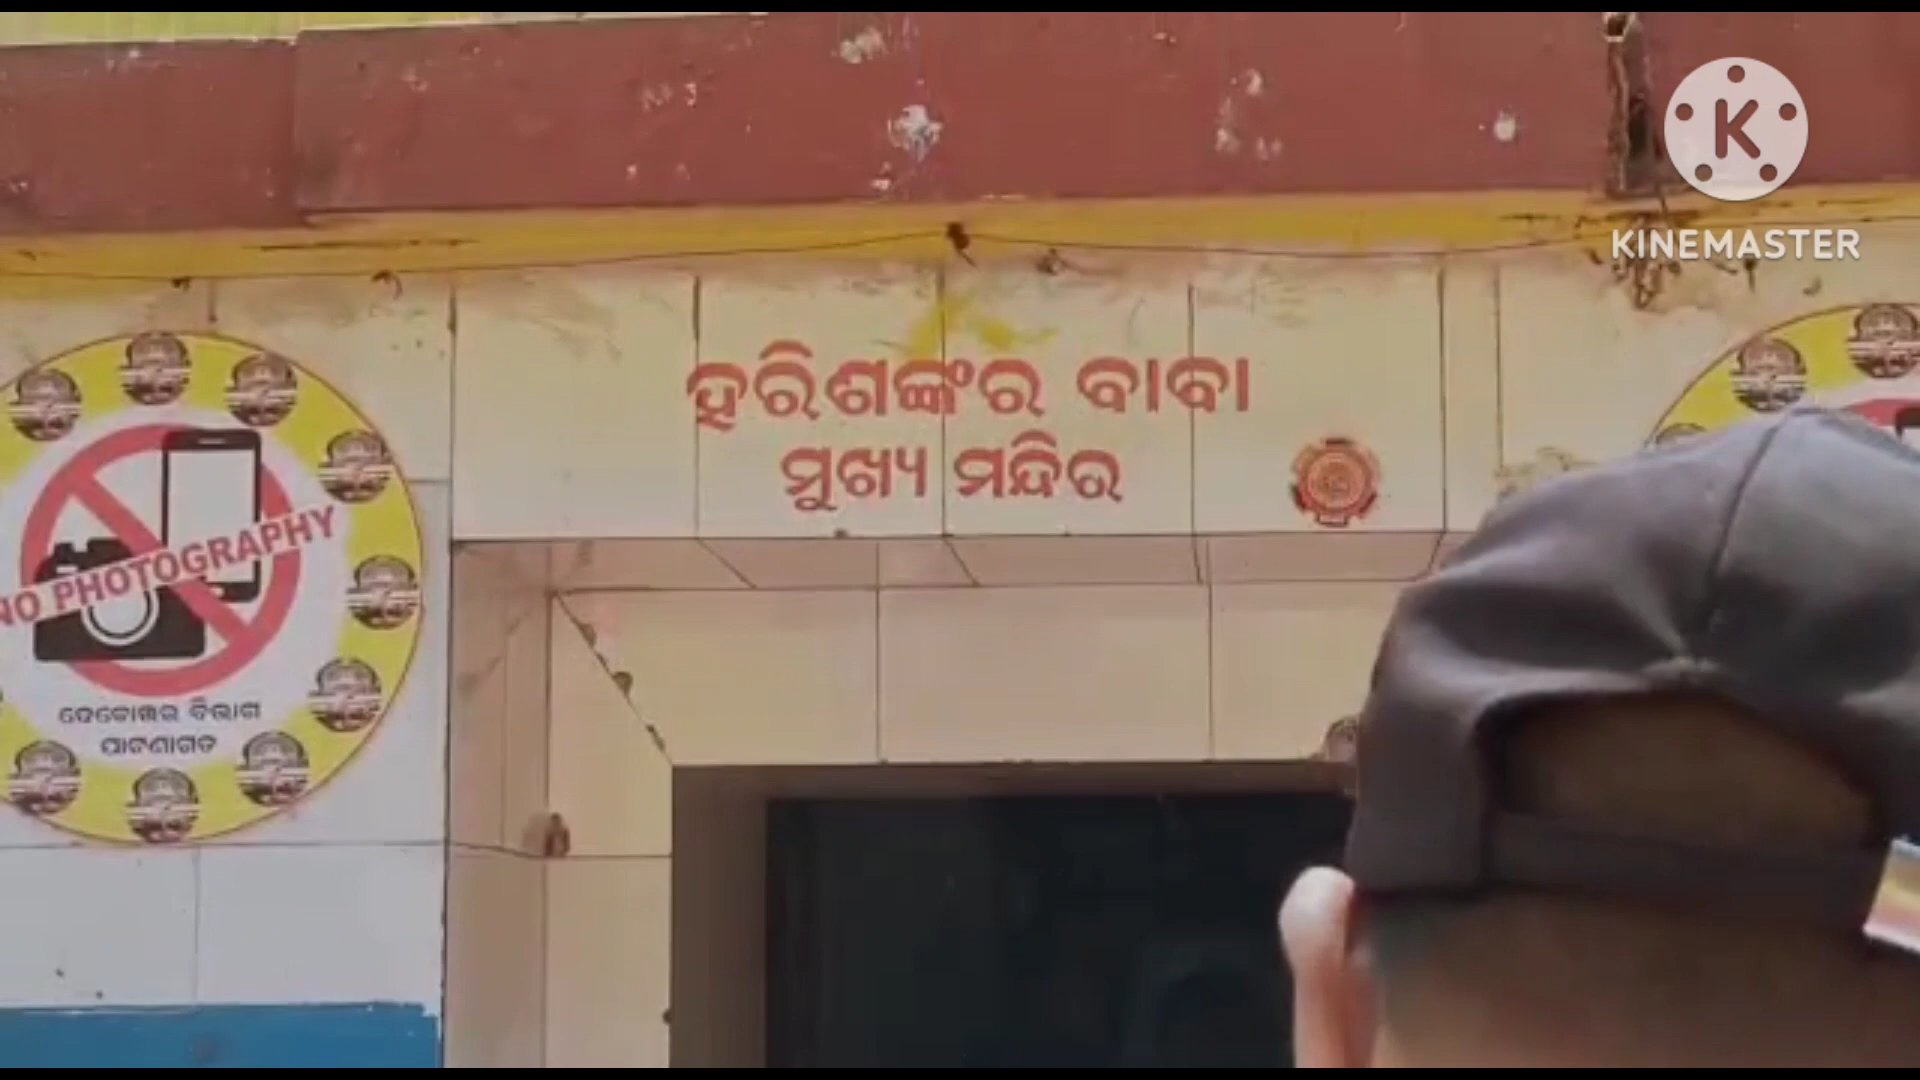 KINEMASTER
ହରିଶଙ୍କର ବାବା
ମୁଖ୍ୟ ମନ୍ଦିର
NO PHOTOGRAPHY
ଦେବୋତ୍ତର ବିଭାଗ
ପାଟଣାଗଡ